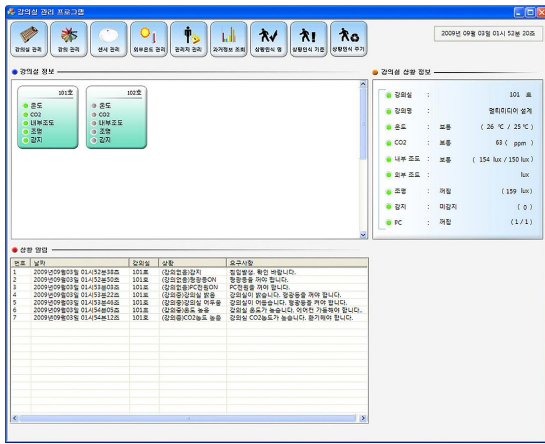 강의실 관리 프로그램
강의실 관리
강의 관리
센서 관리
외부온도 관리
관리자 관리
과거정보 조회
상황인식 명
상황인식 기준
상황인식 주기
2009년 09월 03일 01시 52분 20초
강의실 정보
101호
온도
CO2
내부조도
조명
감지
102호
온도
CO2
내부조도
조명
감지
강의실 상황 정보
강의실 : 101 호
강의명 : 멀티미디어 설계
온도 : 보통 ( 26 ℃ / 25 ℃ )
CO2 : 보통 63 ( ppm )
내부 조도 : 보통 ( 154 lux / 150 lux )
외부 조도 : lux
조명 : 꺼짐 ( 159 lux )
감지 : 미감지 ( 0 )
PC : 꺼짐 ( 1 / 1 )
상황 알림
번호 날짜 강의실 상황 요구사항
1 2009년09월03일 01시52분38초 101호 (강의없음)감지 침입발생. 확인 바랍니다.
2 2009년09월03일 01시52분50초 101호 (강의없음)형광등ON 형광등을 꺼야 합니다.
3 2009년09월03일 01시53분03초 101호 (강의없음)PC전원ON PC전원을 꺼야 합니다.
4 2009년09월03일 01시53분22초 101호 (강의중)강의실 밝음 강의실이 밝습니다. 형광등을 꺼야 합니다.
5 2009년09월03일 01시53분46초 101호 (강의중)강의실 어두움 강의실이 어둡습니다. 형광등을 켜야 합니다.
6 2009년09월03일 01시54분05초 101호 (강의중)온도 높음 강의실 온도가 높습니다. 에어컨 가동해야 합니다.
7 2009년09월03일 01시54분12초 101호 (강의중)CO2농도 높음 강의실 CO2농도가 높습니다. 환기해야 합니다.